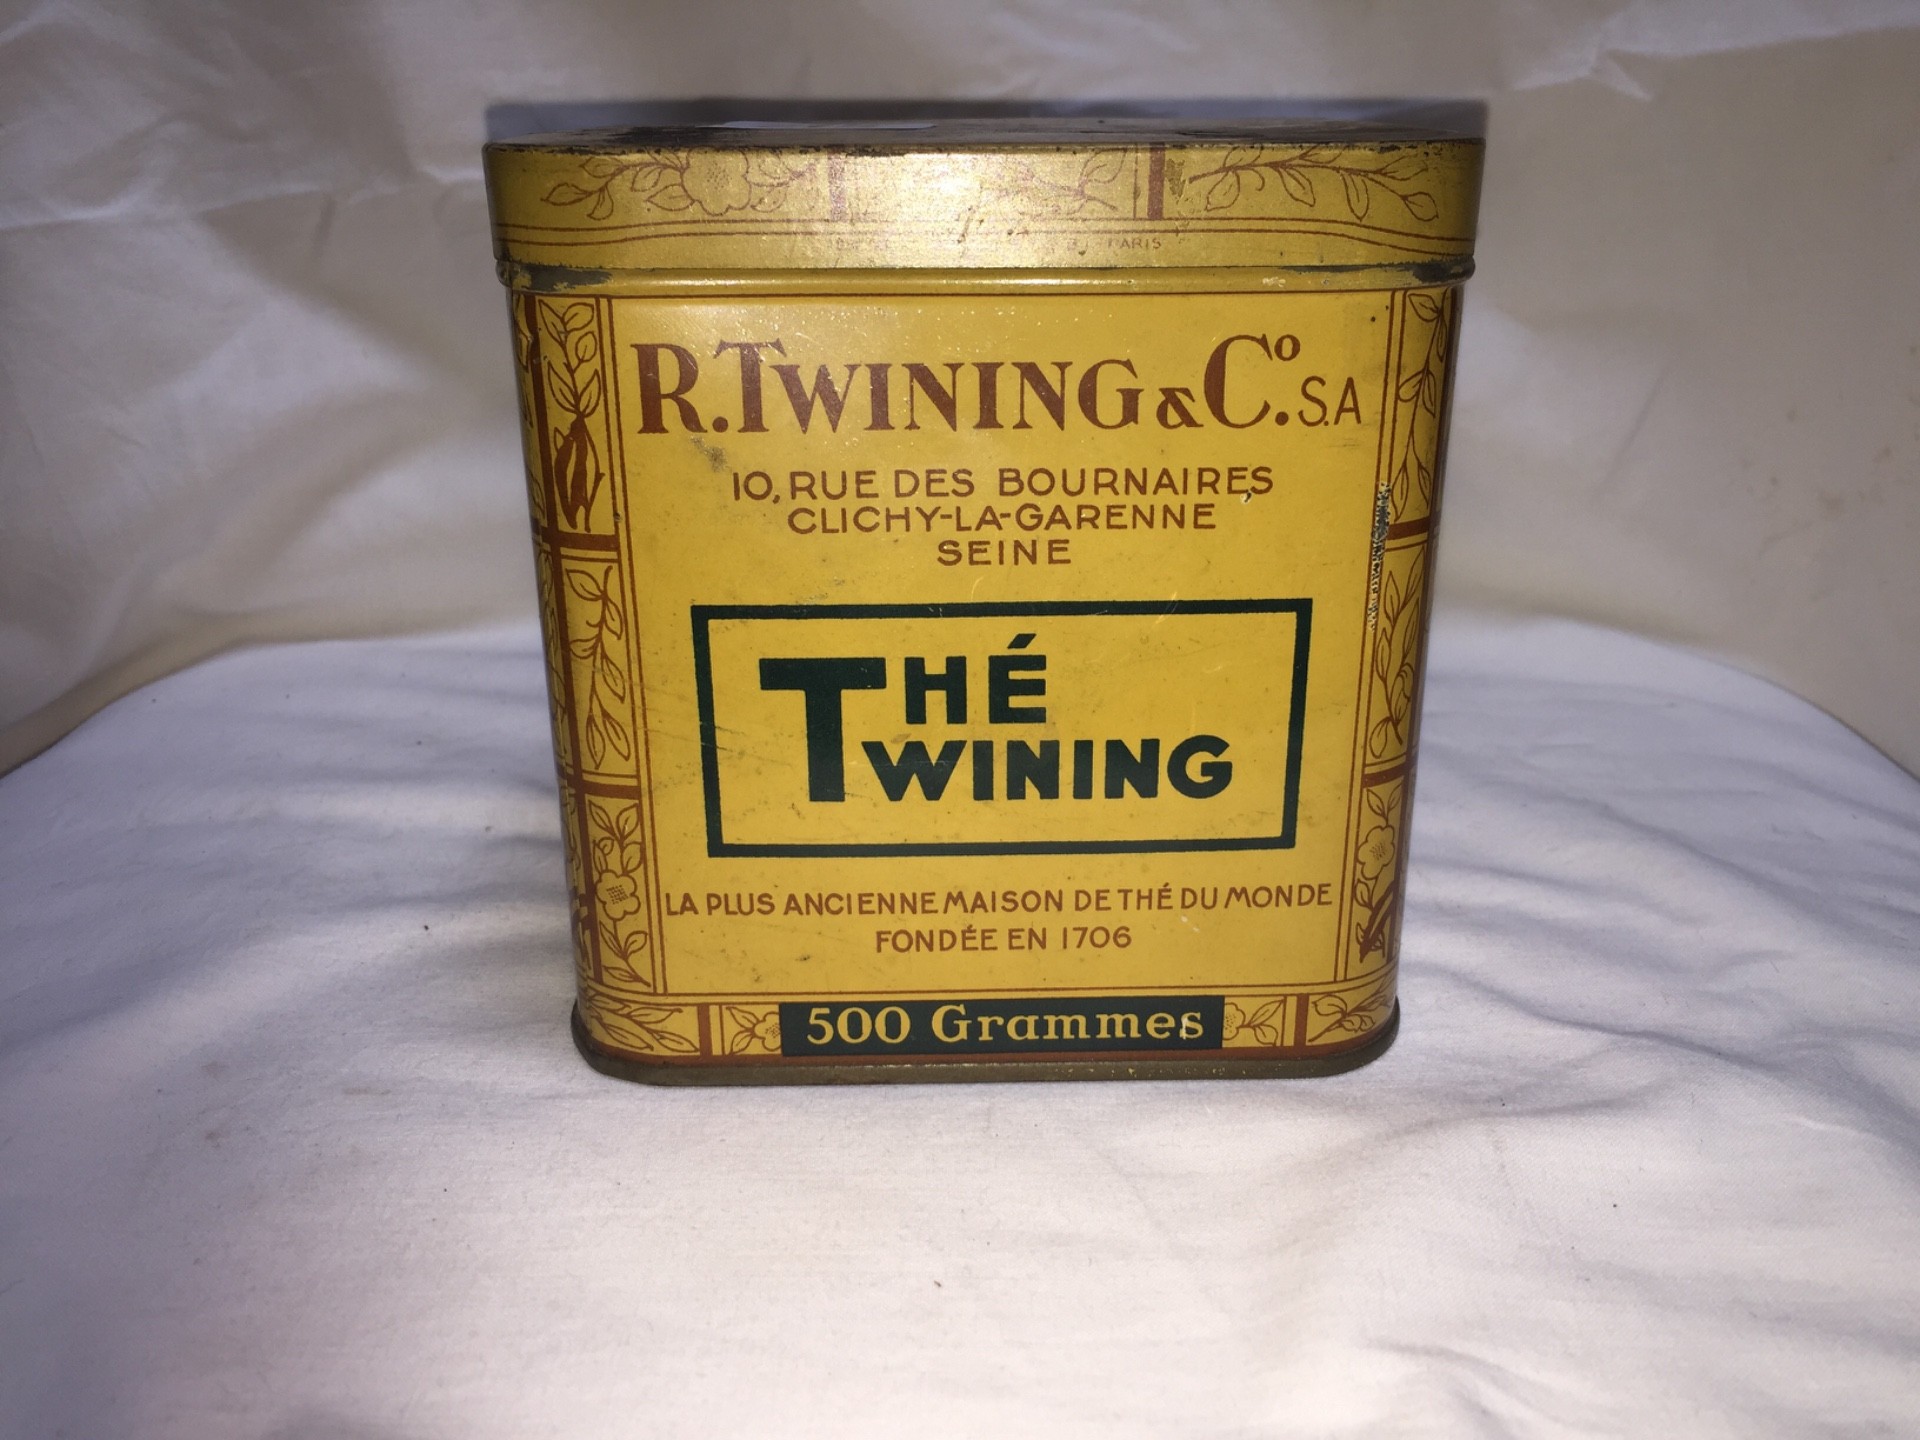 PARIS
R. TWINING & Cº. S.A
10, RUE DES BOURNAIRES
CLICHY-LA-GARENNE
SEINE
THÉ
TWINING
LA PLUS ANCIENNE MAISON DE THÉ DU MONDE
FONDÉE EN 1706
500 Grammes